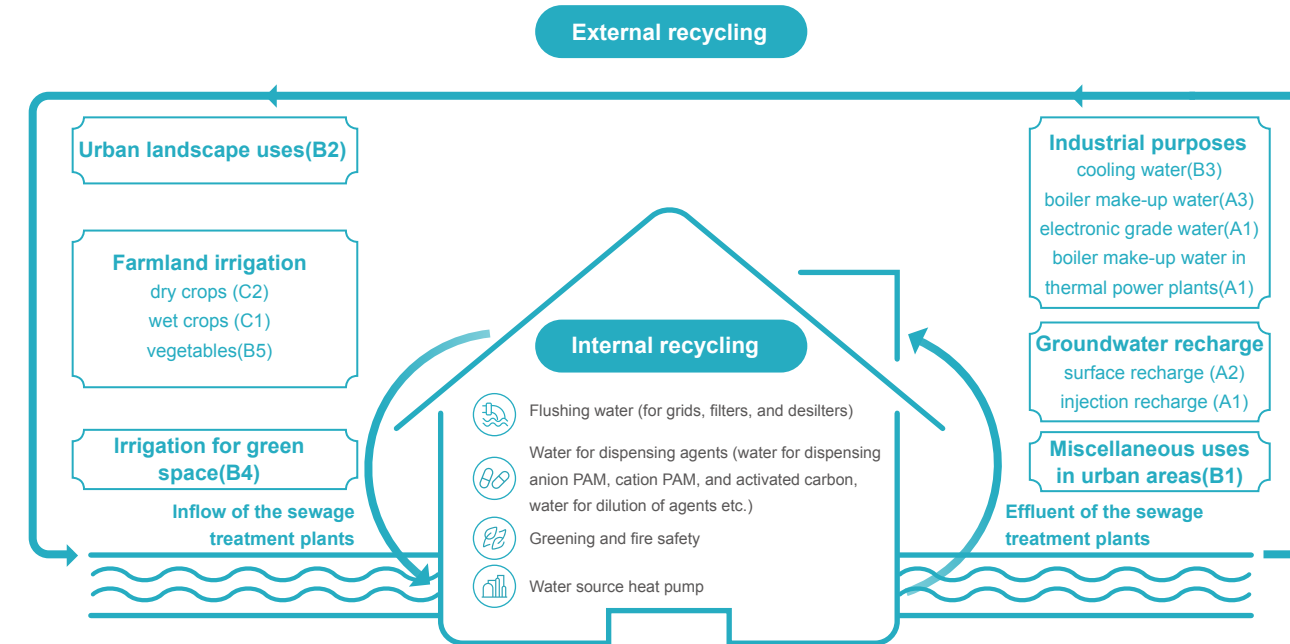 External recycling
Urban landscape uses(B2)
Farmland irrigation
dry crops (C2)
wet crops (C1)
vegetables(B5)
Irrigation for green
space(B4)
Inflow of the sewage
treatment plants
Internal recycling
Flushing water (for grids, filters, and desilters)
Water for dispensing agents (water for dispensing
anion PAM, cation PAM, and activated carbon,
water for dilution of agents etc.)
Greening and fire safety
Water source heat pump
Industrial purposes
cooling water(B3)
boiler make-up water(A3)
electronic grade water(A1)
boiler make-up water in
thermal power plants(A1)
Groundwater recharge
surface recharge (A2)
injection recharge (A1)
Miscellaneous uses
in urban areas(B1)
Effluent of the sewage
treatment plants